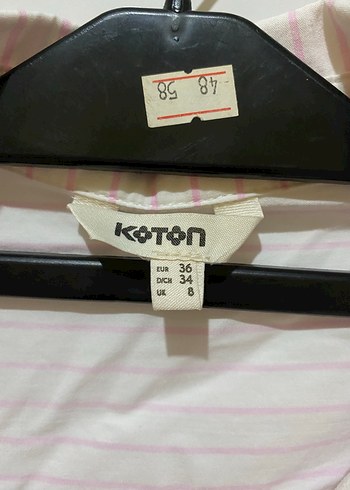 48 58
KOTON
EUR 36
D/CH 34
UK 8